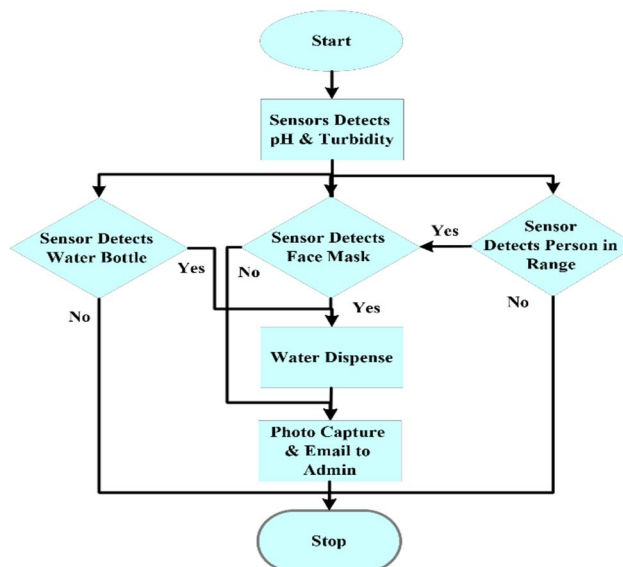 Start
Sensors Detects
pH & Turbidity
Sensor Detects
Water Bottle
Yes
No
Sensor Detects
Face Mask
No
Yes
Yes
Sensor
Detects Person in
Range
No
Water Dispense
Photo Capture
& Email to
Admin
Stop